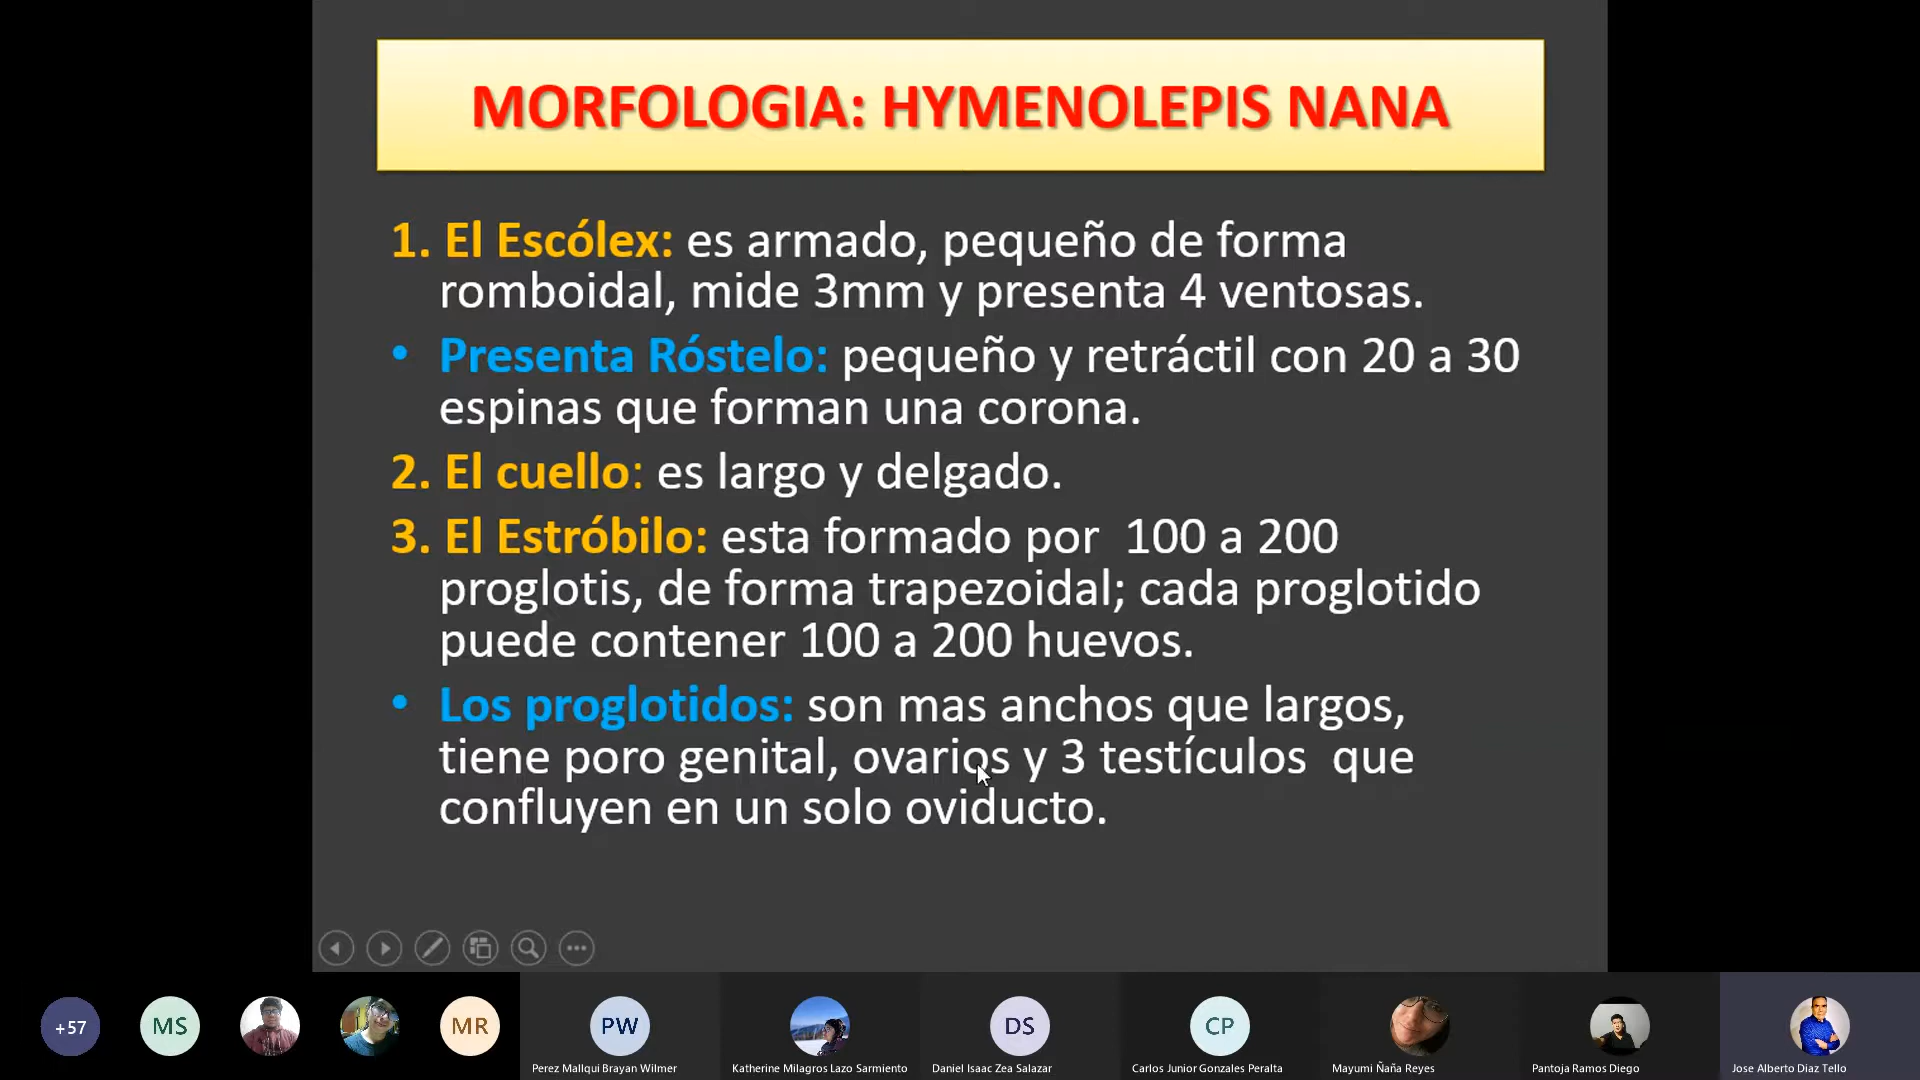 MORFOLOGIA: HYMENOLEPIS NANA
1. El Escólex: es armado, pequeño de forma
romboidal, mide 3mm y presenta 4 ventosas.
• Presenta Róstelo: pequeño y retráctil con 20 a 30
espinas que forman una corona.
2. El cuello: es largo y delgado.
3. El Estróbilo: esta formado por 100 a 200
proglotis, de forma trapezoidal; cada proglotido
puede contener 100 a 200 huevos.
• Los proglotidos: son mas anchos que largos,
tiene poro genital, ovarios y 3 testículos que
confluyen en un solo oviducto.
+57
MS
MR
PW
DS
CP
Perez Mallqui Brayan Wilmer
Katherine Milagros Lazo Sarmiento
Daniel Isaac Zea Salazar
Carlos Junior Gonzales Peralta
Mayumi Ñaña Reyes
Pantoja Ramos Diego
Jose Alberto Diaz Tello